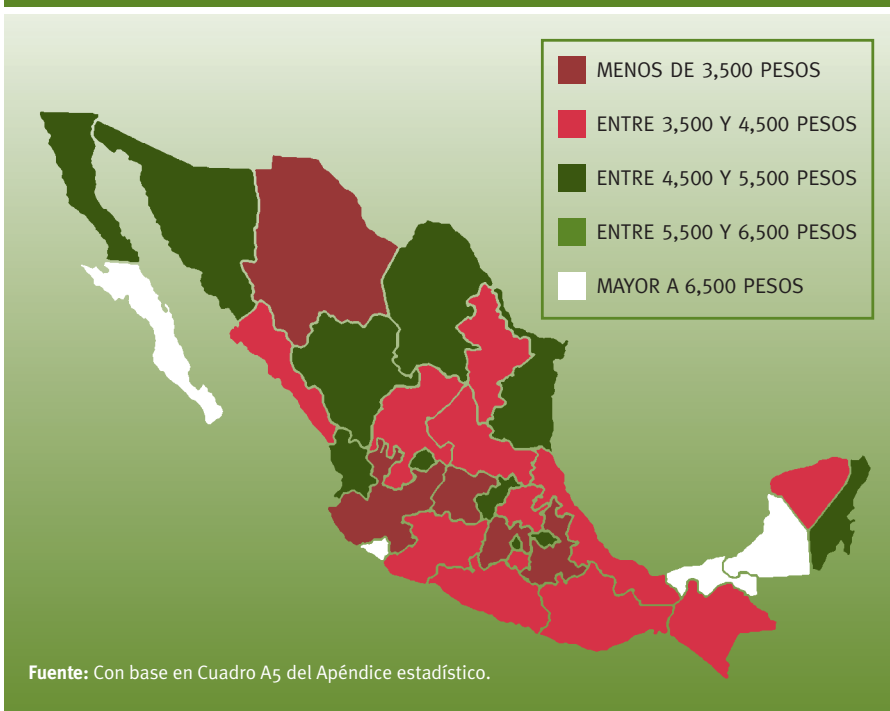 MENOS DE 3,500 PESOS
ENTRE 3,500 Y 4,500 PESOS
ENTRE 4,500 Y 5,500 PESOS
ENTRE 5,500 Y 6,500 PESOS
MAYOR A 6,500 PESOS
Fuente: Con base en Cuadro A5 del Apéndice estadístico.